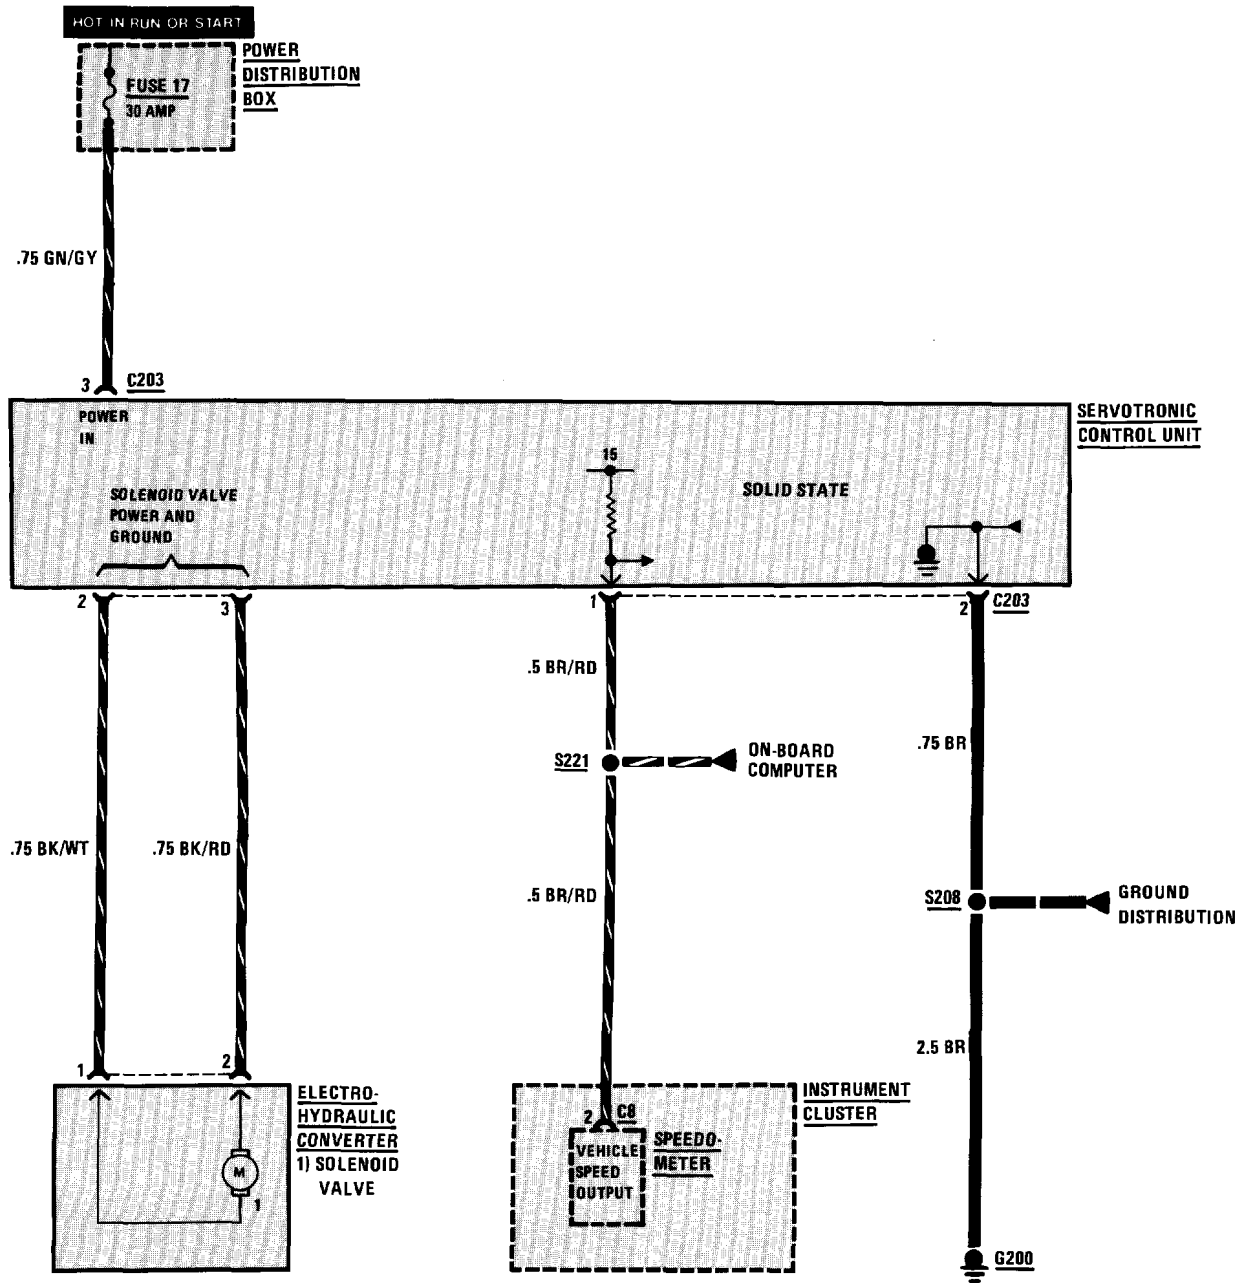 HOT IN RUN OR START
POWER
DISTRIBUTION
BOX
FUSE 17
30 AMP
.75 GN/GY
3
C203
POWER
IN
SERVOTRONIC
CONTROL UNIT
15
SOLID STATE
SOLENOID VALVE
POWER AND
GROUND
2
3
1
2
C203
.5 BR/RD
.75 BR
S221
ON-BOARD
COMPUTER
.75 BK/WT
.75 BK/RD
.5 BR/RD
S208
GROUND
DISTRIBUTION
2.5 BR
1
2
ELECTRO-
HYDRAULIC
CONVERTER
1) SOLENOID
VALVE
M
1
INSTRUMENT
CLUSTER
2
C8
SPEEDO-
METER
VEHICLE
SPEED
OUTPUT
G200